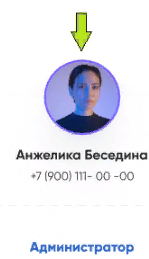 Анжелика Беседина
+7 (900) 111- 00 -00
Администратор